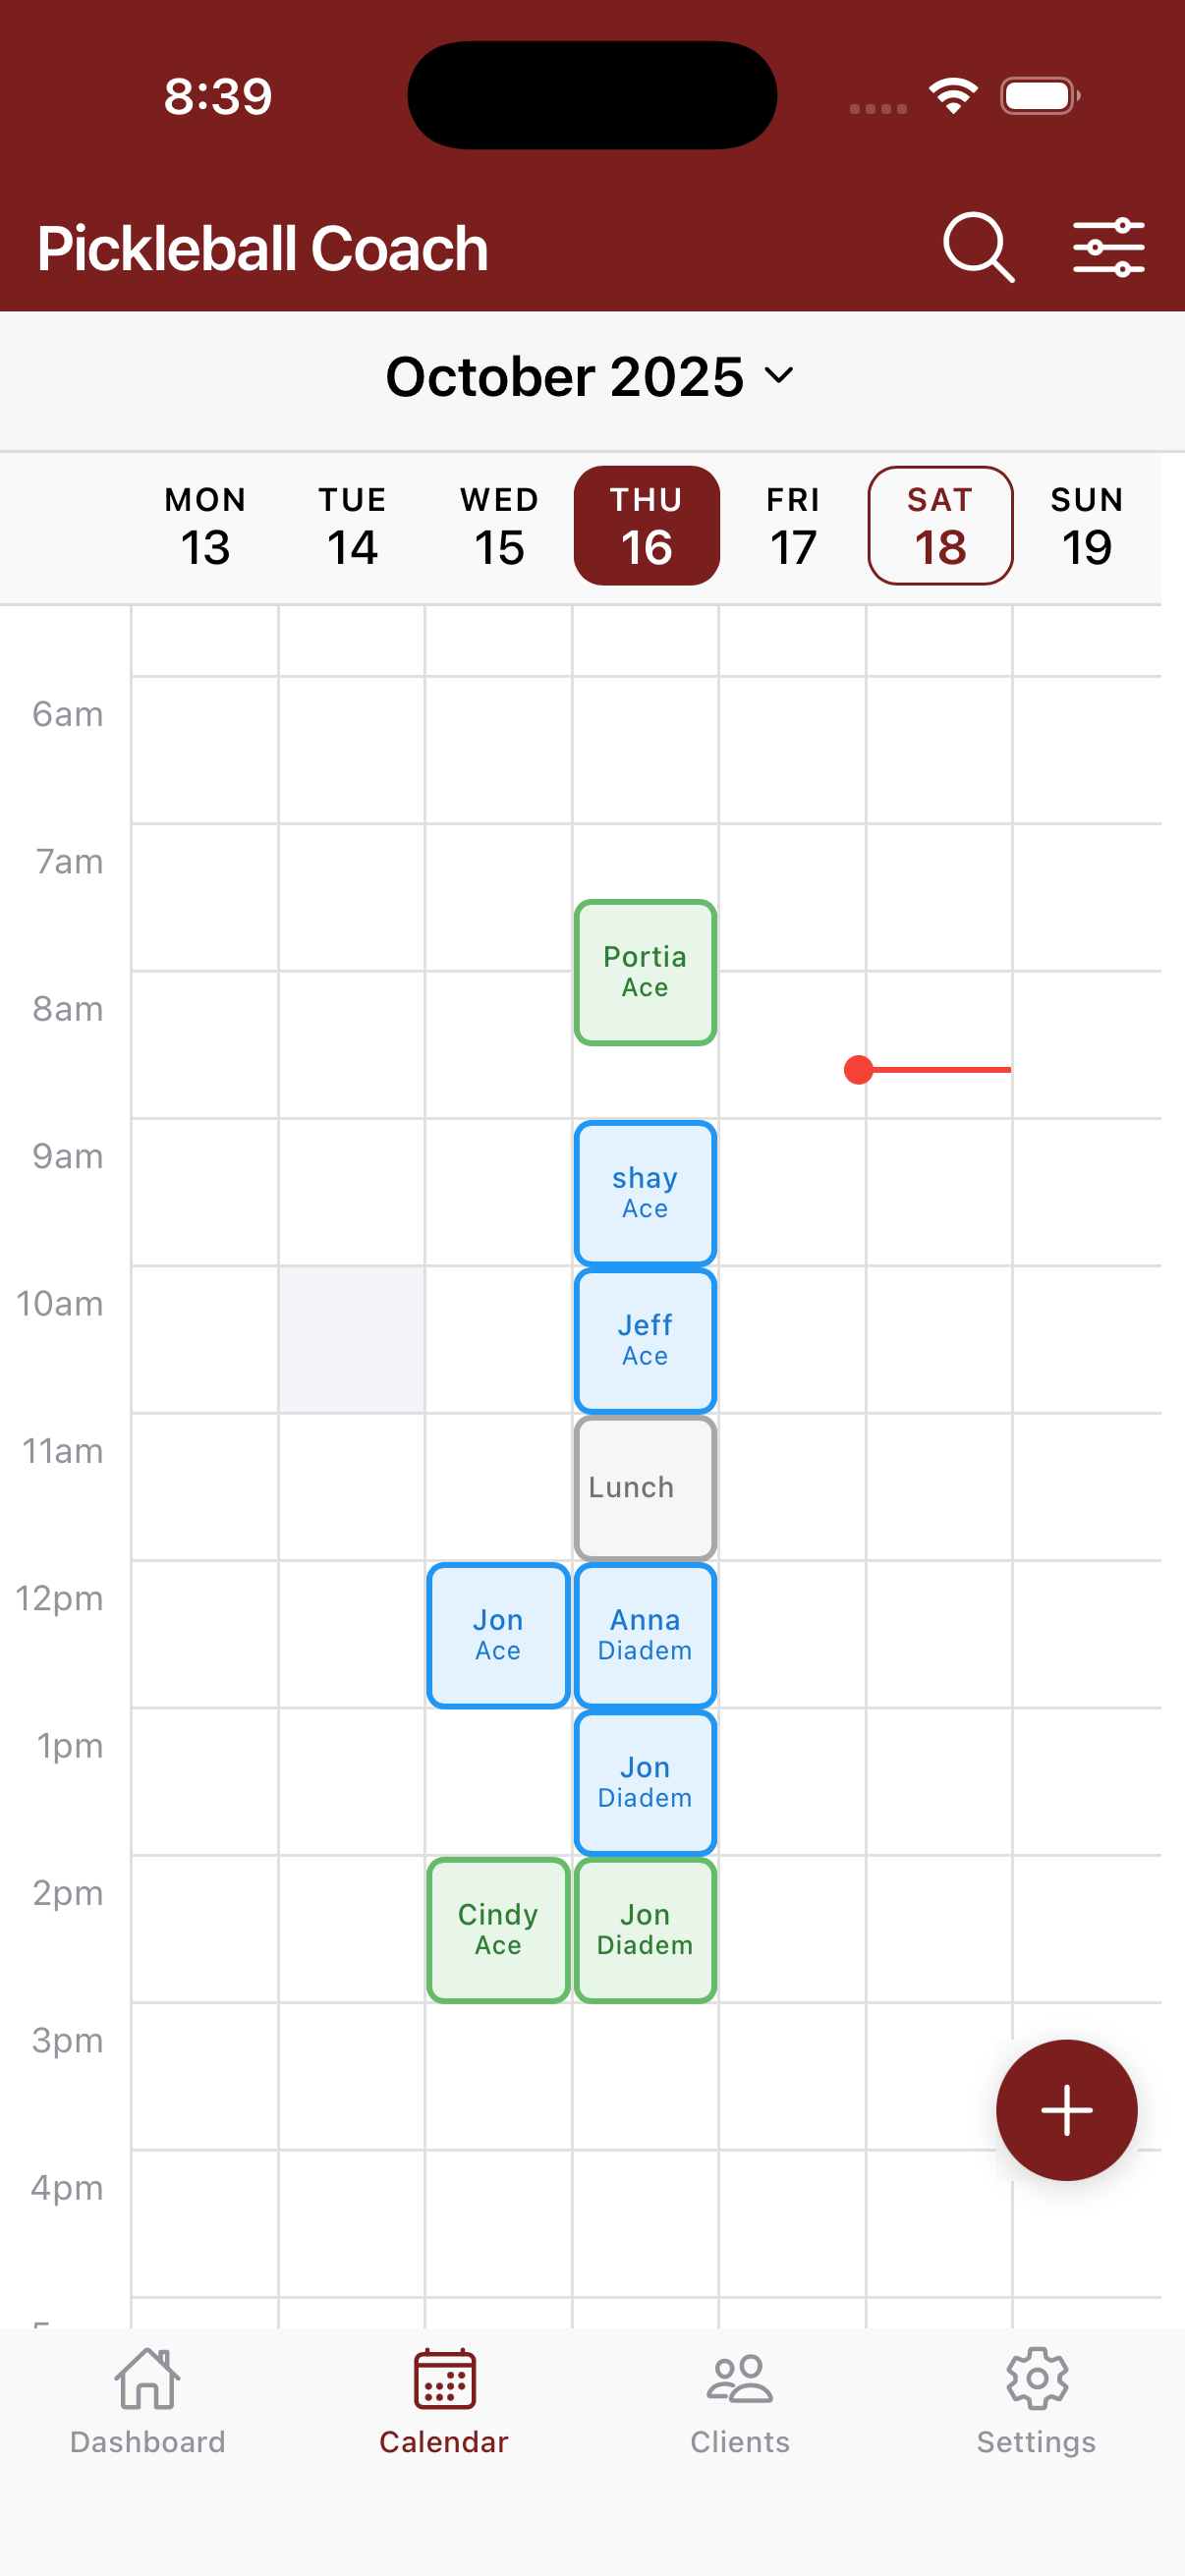 8:39
Pickleball Coach
October 2025
MON TUE WED THU FRI SAT SUN
13 14 15 16 17 18 19
6am
7am
Portia
Ace
8am
9am
shay
Ace
10am
Jeff
Ace
11am
Lunch
12pm
Jon
Ace
Anna
Diadem
1pm
Jon
Diadem
2pm
Cindy
Ace
Jon
Diadem
3pm
4pm
Dashboard
Calendar
Clients
Settings